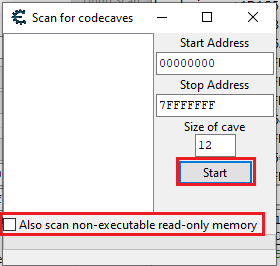 Scan for codecaves
Start Address
00000000
Stop Address
7FFFFFFF
Size of cave
12
Start
Also scan non-executable read-only memory